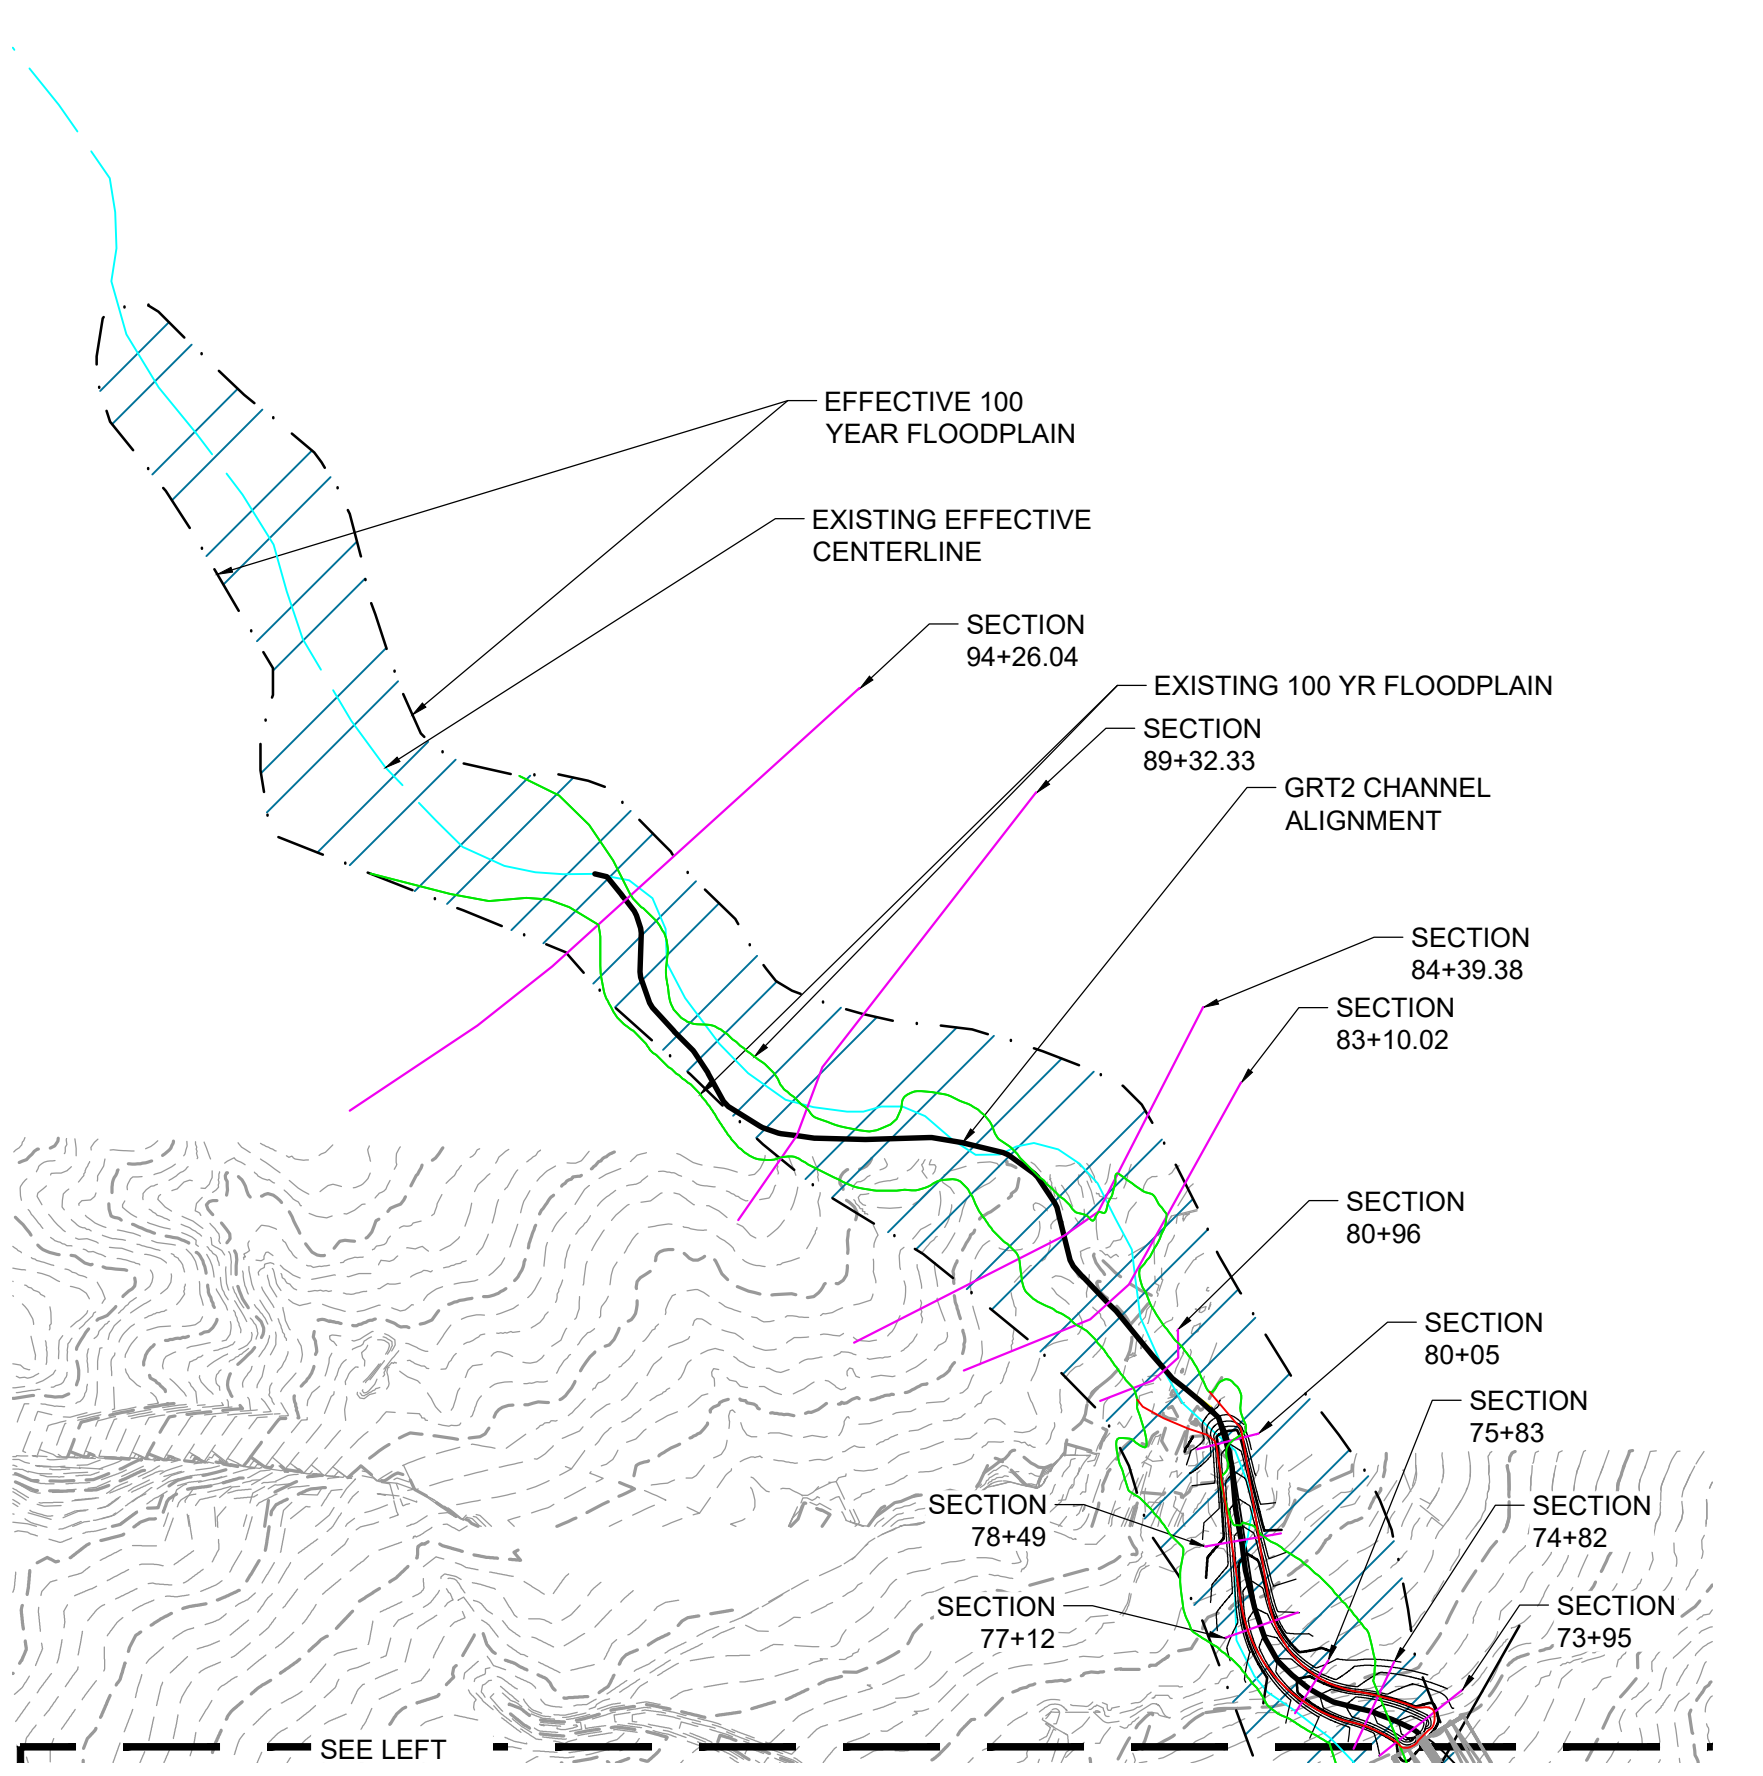 EFFECTIVE 100
YEAR FLOODPLAIN
EXISTING EFFECTIVE
CENTERLINE
SECTION
94+26.04
EXISTING 100 YR FLOODPLAIN
SECTION
89+32.33
GRT2 CHANNEL
ALIGNMENT
SECTION
84+39.38
SECTION
83+10.02
SECTION
80+96
SECTION
80+05
SECTION
75+83
SECTION
78+49
SECTION
74+82
SECTION
77+12
SECTION
73+95
SEE LEFT